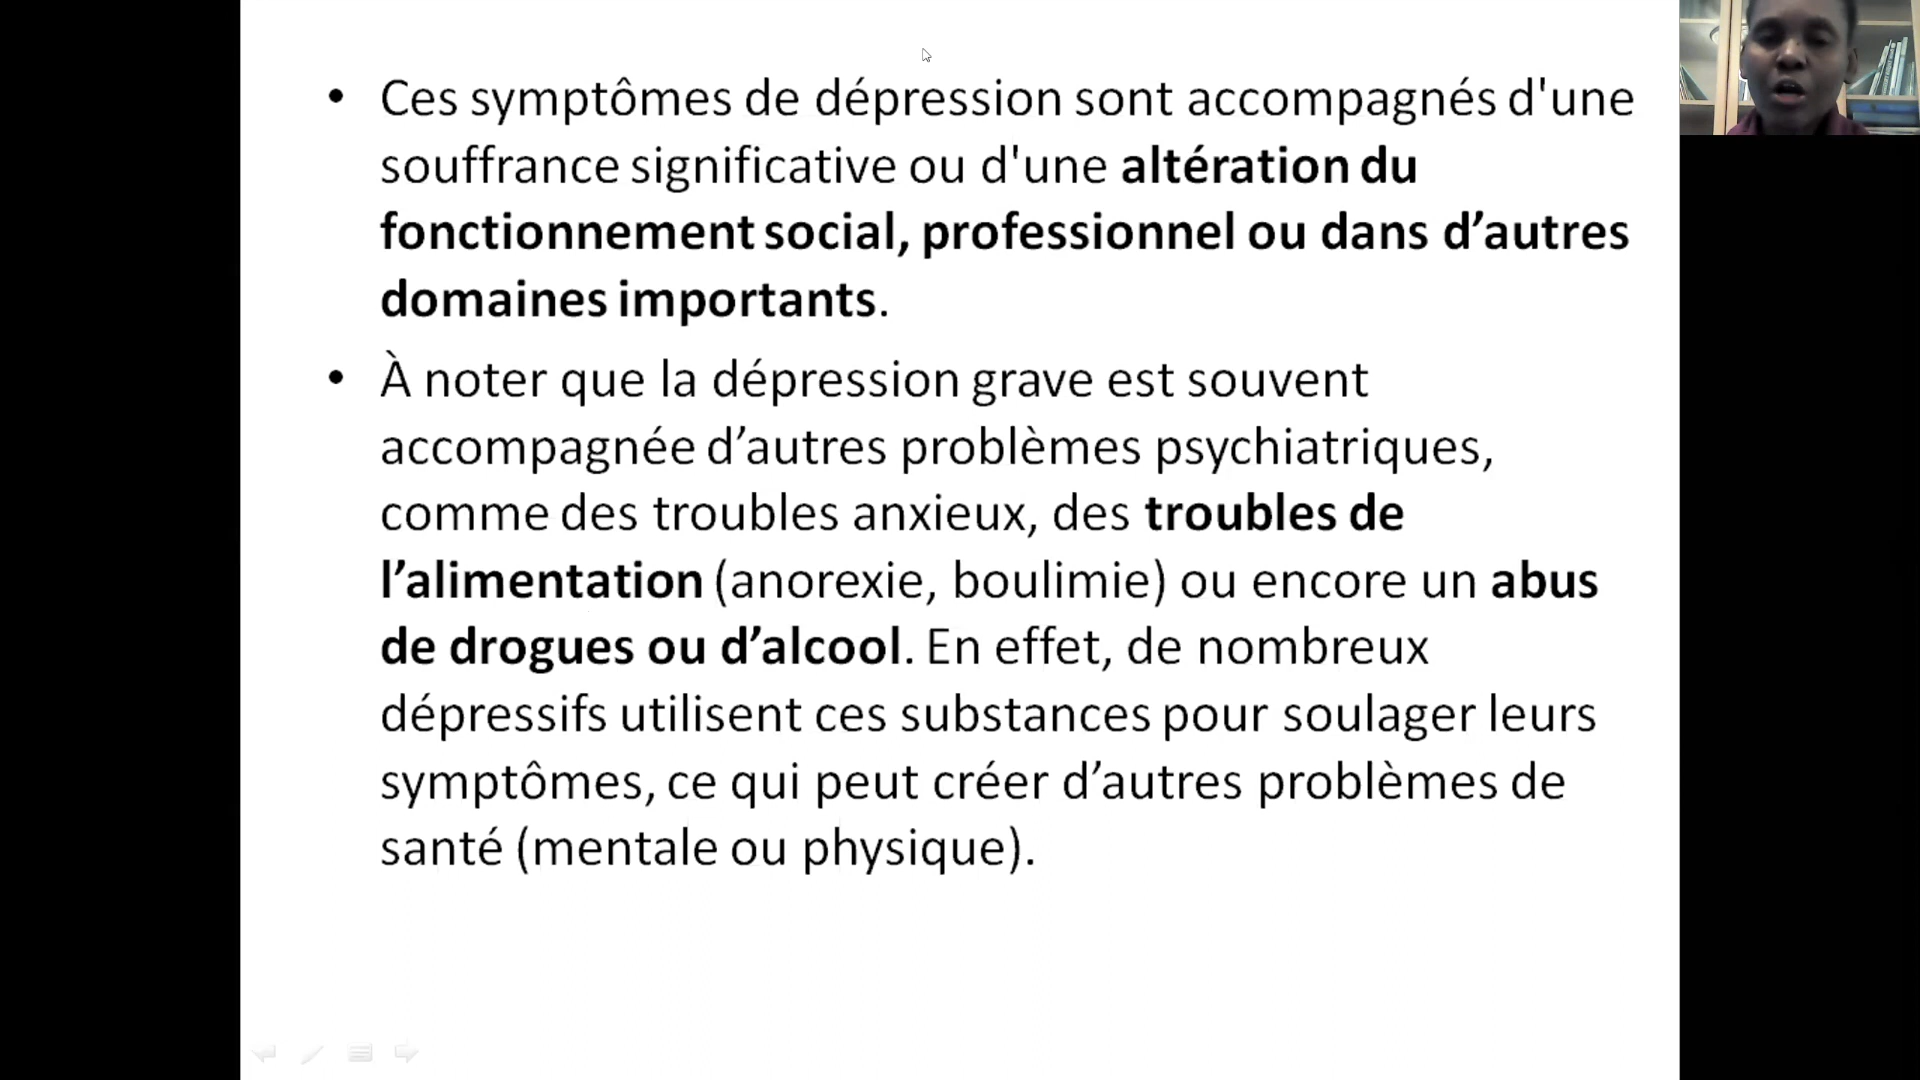 • Ces symptômes de dépression sont accompagnés d'une
souffrance significative ou d'une altération du
fonctionnement social, professionnel ou dans d’autres
domaines importants.
• À noter que la dépression grave est souvent
accompagnée d’autres problèmes psychiatriques,
comme des troubles anxieux, des troubles de
l’alimentation (anorexie, boulimie) ou encore un abus
de drogues ou d’alcool. En effet, de nombreux
dépressifs utilisent ces substances pour soulager leurs
symptômes, ce qui peut créer d’autres problèmes de
santé (mentale ou physique).